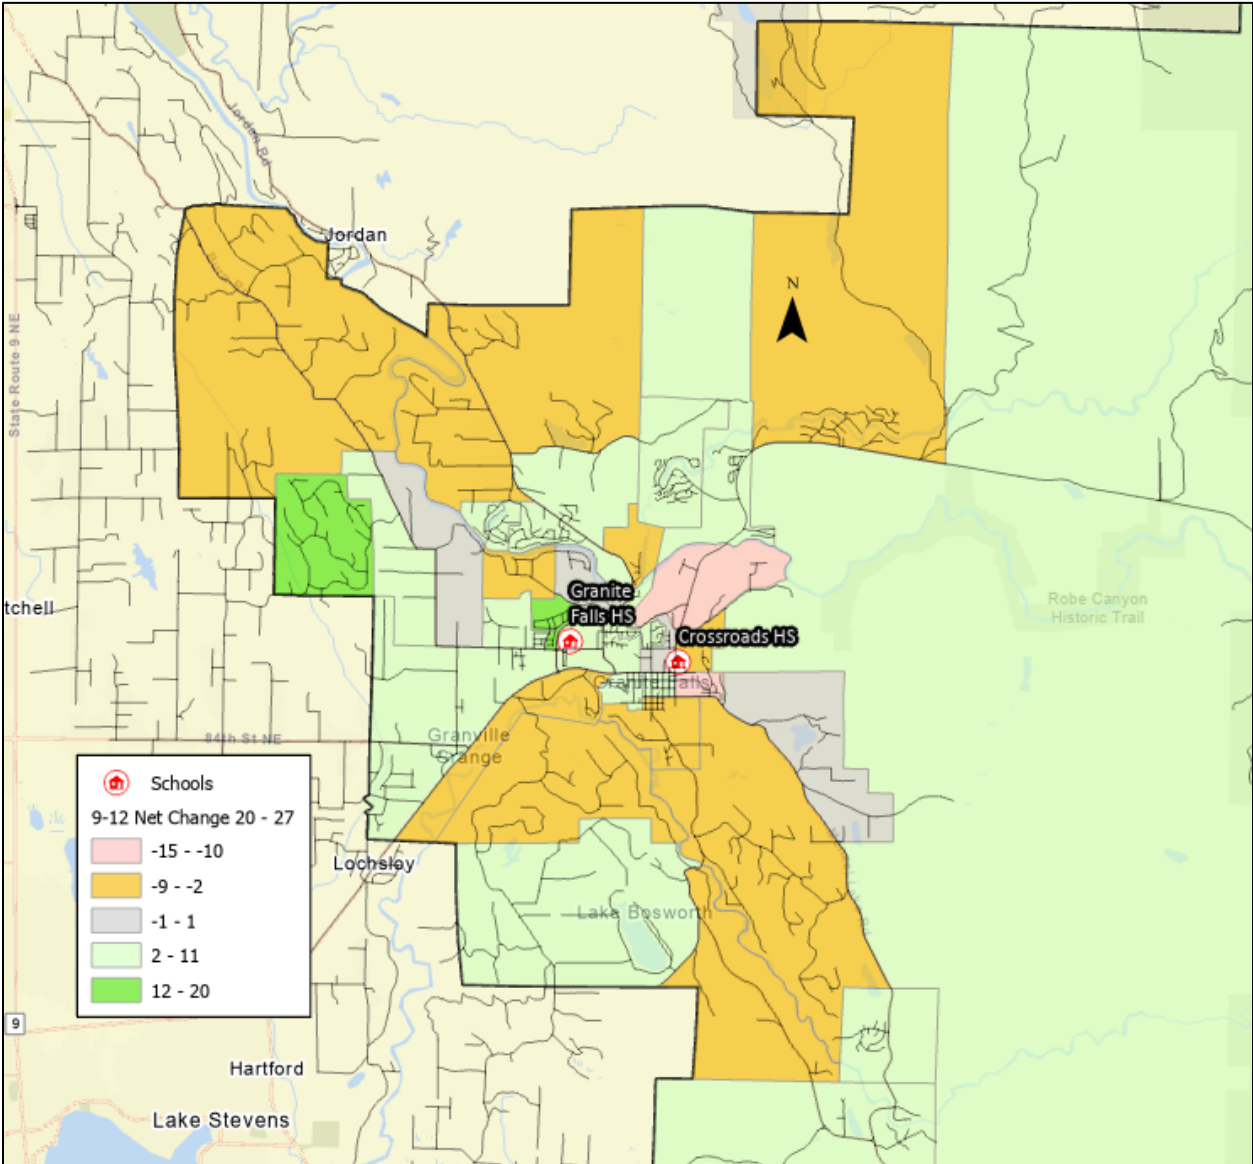 Jordan Rd
Jordan
N
State Route 9 NE
Robe Canyon
Historic Trail
tchell
Granite
Falls HS
Crossroads HS
Granite Falls
84th St NE
Granville
Grange
Schools
9-12 Net Change 20 - 27
-15 - -10
-9 - -2
-1 - 1
2 - 11
12 - 20
Lochsloy
Lake Bosworth
9
Hartford
Lake Stevens